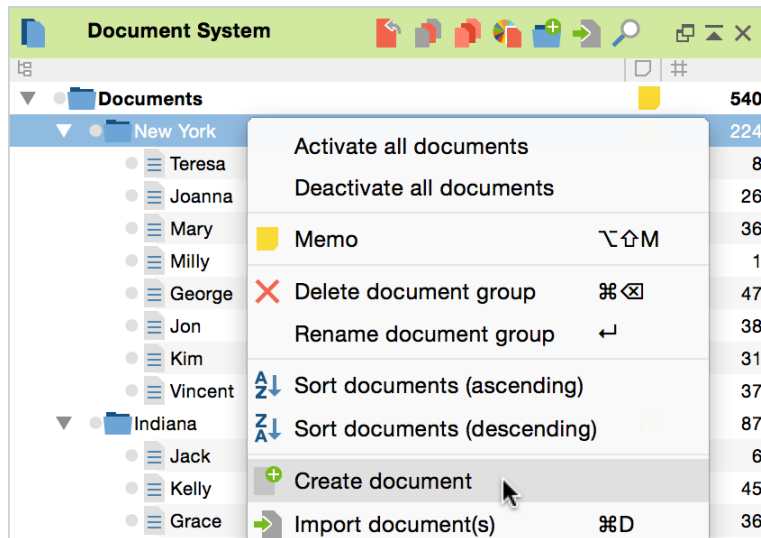 Document System
#
Documents 540
New York 224
Teresa 8
Joanna 26
Mary 36
Milly 1
George 47
Jon 38
Kim 31
Vincent 37
Indiana 87
Jack 6
Kelly 45
Grace 36
Activate all documents
Deactivate all documents
Memo ⌥⇧M
Delete document group ⌘⌫
Rename document group ↵
Sort documents (ascending)
Sort documents (descending)
Create document
Import document(s) ⌘D